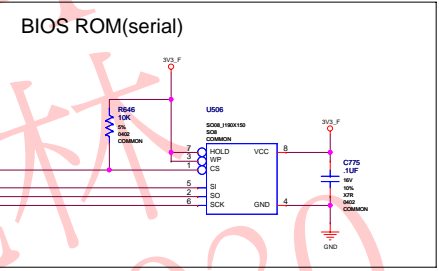 BIOS ROM(serial)
3V3_F
R646
10K
5%
0402
COMMON
U506
SO08_I190X150
SO8
COMMON
7 HOLD VCC 8
3 WP
1 CS
5 SI
2 SO
6 SCK GND 4
3V3_F
C775
.1UF
16V
10%
X7R
0402
COMMON
GND
林